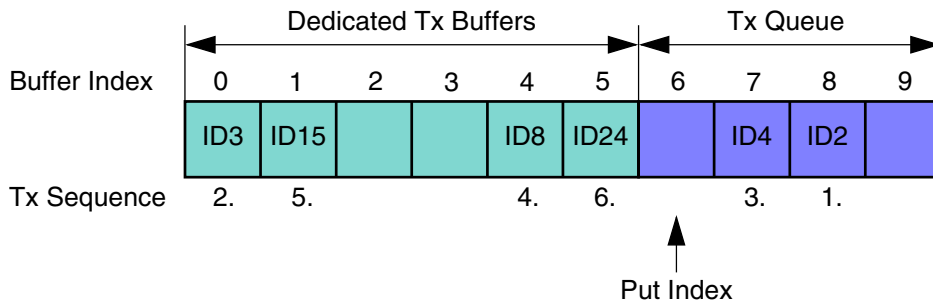 Dedicated Tx Buffers Tx Queue
Buffer Index 0 1 2 3 4 5 6 7 8 9
ID3 ID15 ID8 ID24 ID4 ID2
Tx Sequence 2. 5. 4. 6. 3. 1.
Put Index